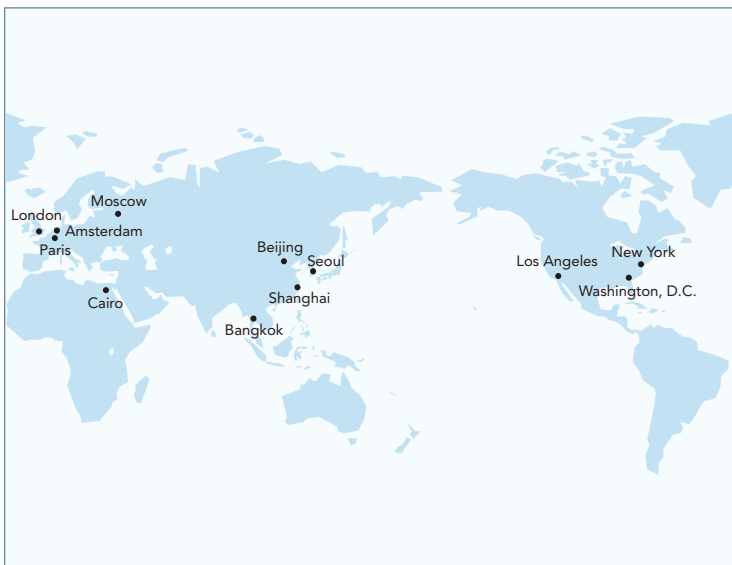 Moscow
London
Amsterdam
Paris
Beijing
Seoul
New York
Los Angeles
Cairo
Shanghai
Washington, D.C.
Bangkok